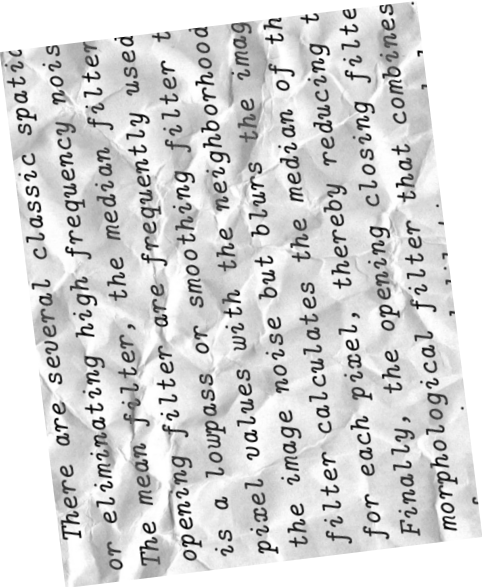 There are several classic spatia
or eliminating high frequency nois
The mean filter, the median filter
opening filter are frequently used
is a lowpass or smoothing filter t
pixel values with the neighborhood
the image noise but blurs the imag
filter calculates the median of th
for each pixel, thereby reducing t
Finally, the opening closing filte
morphological filter that combines